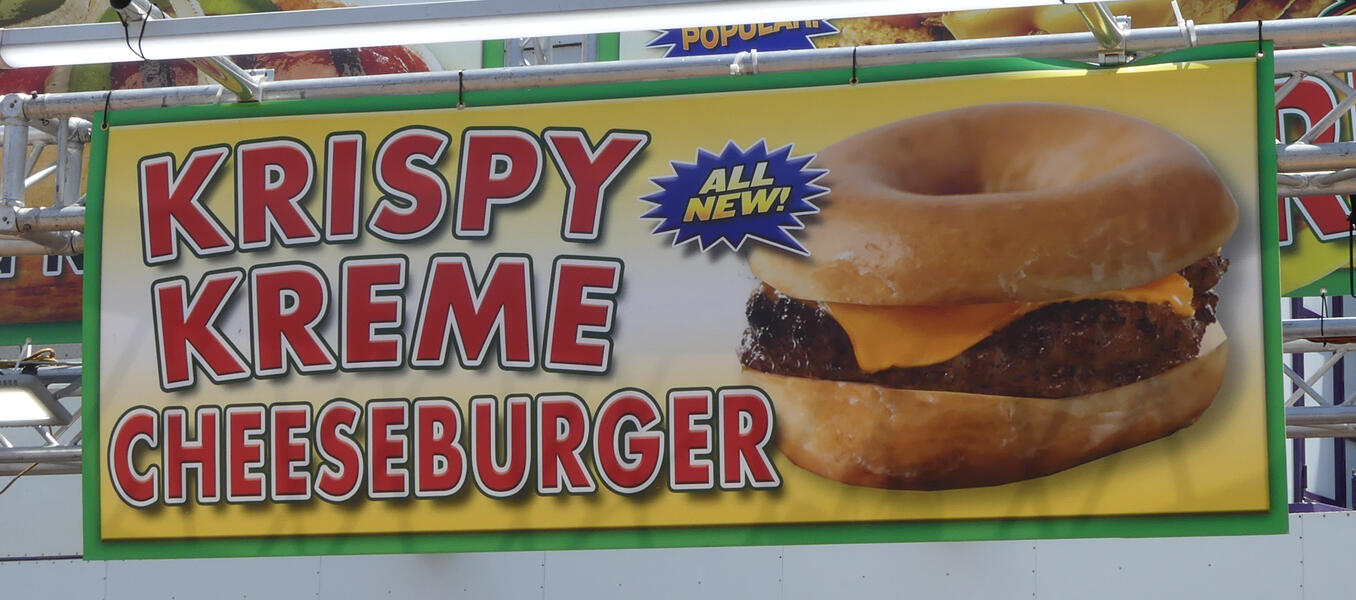 POPULAR!
KRISPY
KREME
CHEESEBURGER
ALL
NEW!